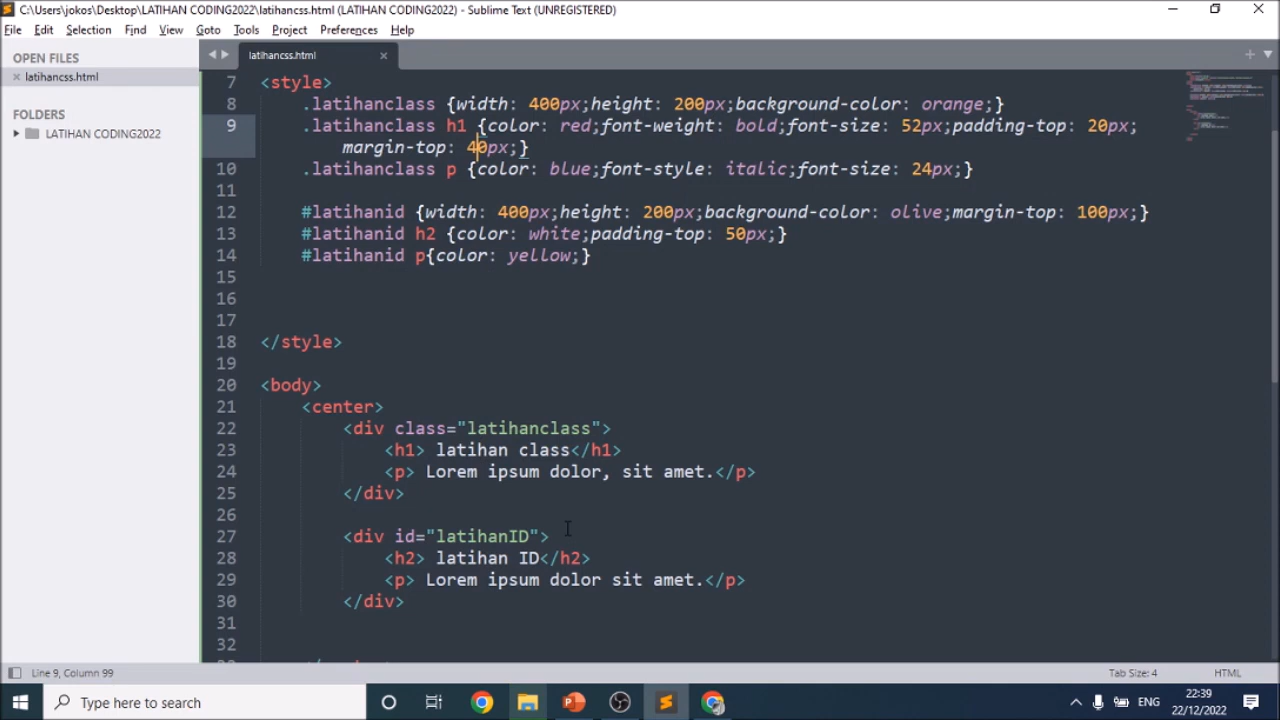 C:\Users\jokos\Desktop\LATIHAN CODING2022\latihancss.html (LATIHAN CODING2022) - Sublime Text (UNREGISTERED)
File Edit Selection Find View Goto Tools Project Preferences Help
OPEN FILES
latihancss.html
FOLDERS
LATIHAN CODING2022
latihancss.html
7 <style>
8 .latihanclass {width: 400px;height: 200px;background-color: orange;}
9 .latihanclass h1 {color: red;font-weight: bold;font-size: 52px;padding-top: 20px;
margin-top: 40px;}
10 .latihanclass p {color: blue;font-style: italic;font-size: 24px;}
11
12 #latihanid {width: 400px;height: 200px;background-color: olive;margin-top: 100px;}
13 #latihanid h2 {color: white;padding-top: 50px;}
14 #latihanid p{color: yellow;}
15
16
17
18 </style>
19
20 <body>
21 <center>
22 <div class="latihanclass">
23 <h1> latihan class</h1>
24 <p> Lorem ipsum dolor, sit amet.</p>
25 </div>
26
27 <div id="latihanID">
28 <h2> latihan ID</h2>
29 <p> Lorem ipsum dolor sit amet.</p>
30 </div>
31
32
Line 9, Column 99
Tab Size: 4
HTML
Type here to search
ENG
22:39
22/12/2022